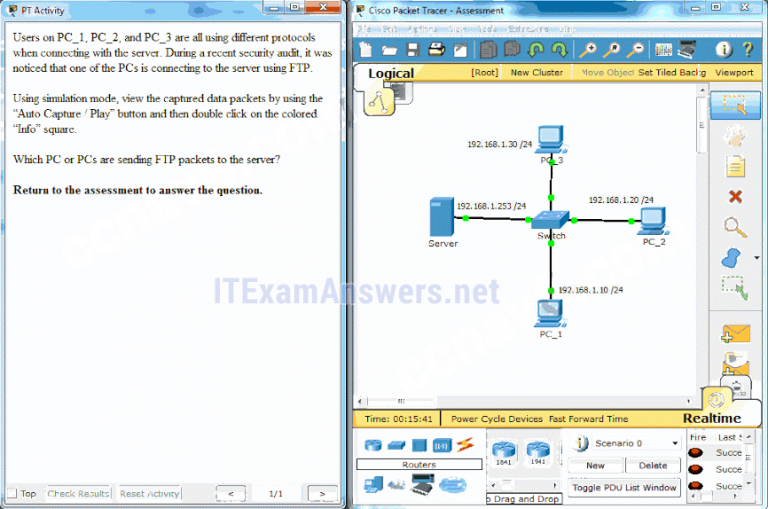 PT Activity
Users on PC_1, PC_2, and PC_3 are all using different protocols
when connecting with the server. During a recent security audit, it was
noticed that one of the PCs is connecting to the server using FTP.
Using simulation mode, view the captured data packets by using the
“Auto Capture / Play” button and then double click on the colored
“Info” square.
Which PC or PCs are sending FTP packets to the server?
Return to the assessment to answer the question.
Top Check Results Reset Activity < 1/1 >
Cisco Packet Tracer - Assessment
Logical [Root] New Cluster Move Object Set Tiled Backg Viewport
192.168.1.30 /24
PC_3
192.168.1.253 /24
192.168.1.20 /24
Server
Switch
PC_2
192.168.1.10 /24
PC_1
ITExamAnswers.net
Time: 00:15:41 Power Cycle Devices Fast Forward Time Realtime
Routers
1841
1941
Drag and Drop
Scenario 0
New Delete
Toggle PDU List Window
Fire Last
Succe
Succe
Succe